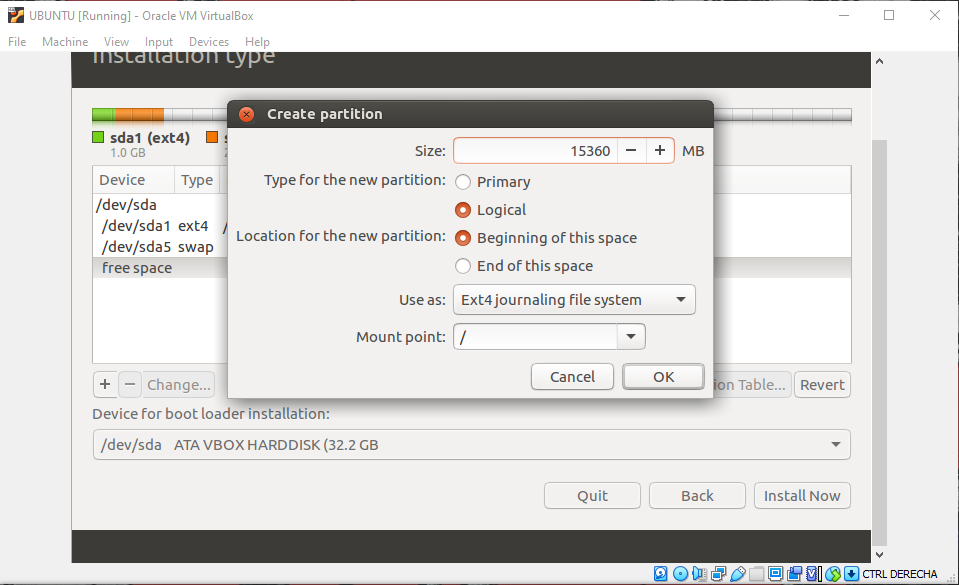 UBUNTU [Running] - Oracle VM VirtualBox
File Machine View Input Devices Help
Installation type
Create partition
sda1 (ext4)
1.0 GB
Size: 15360 − + MB
Type for the new partition: Primary
Logical
Location for the new partition: Beginning of this space
End of this space
Use as: Ext4 journaling file system
Mount point: /
Cancel OK
Device Type
/dev/sda
/dev/sda1 ext4 /
/dev/sda5 swap
free space
+ − Change... ion Table... Revert
Device for boot loader installation:
/dev/sda ATA VBOX HARDDISK (32.2 GB
Quit Back Install Now
CTRL DERECHA